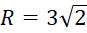 R = 3√2